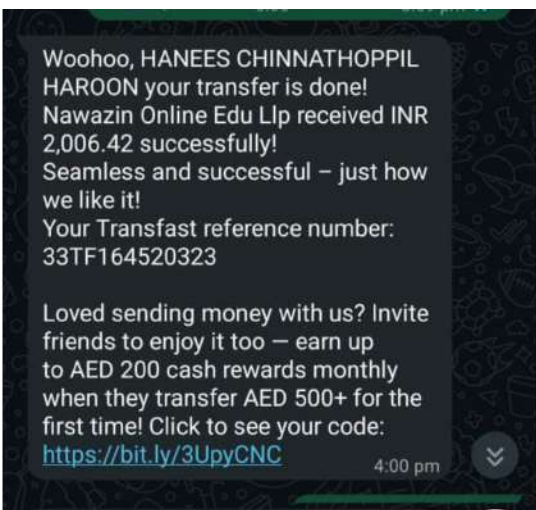 Woohoo, HANEES CHINNATHOPPIL
HAROON your transfer is done!
Nawazin Online Edu Llp received INR
2,006.42 successfully!
Seamless and successful – just how
we like it!
Your Transfast reference number:
33TF164520323
Loved sending money with us? Invite
friends to enjoy it too — earn up
to AED 200 cash rewards monthly
when they transfer AED 500+ for the
first time! Click to see your code:
https://bit.ly/3UpyCNC
4:00 pm